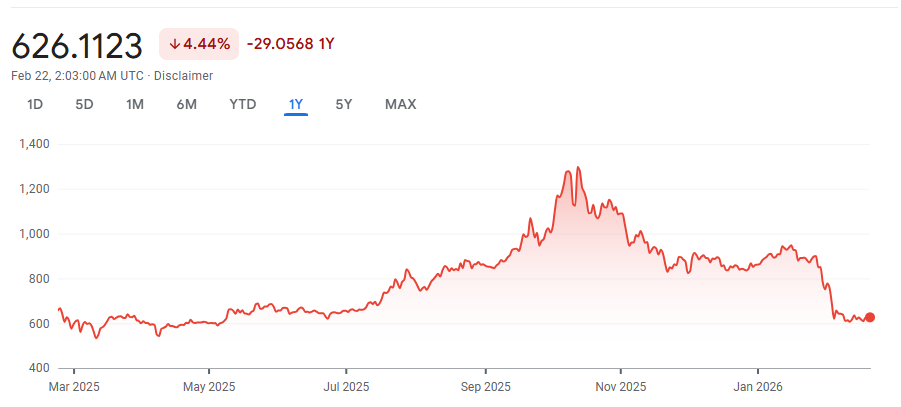 626.1123 ↓4.44% -29.0568 1Y
Feb 22, 2:03:00 AM UTC · Disclaimer
1D 5D 1M 6M YTD 1Y 5Y MAX
1,400
1,200
1,000
800
600
400
Mar 2025 May 2025 Jul 2025 Sep 2025 Nov 2025 Jan 2026